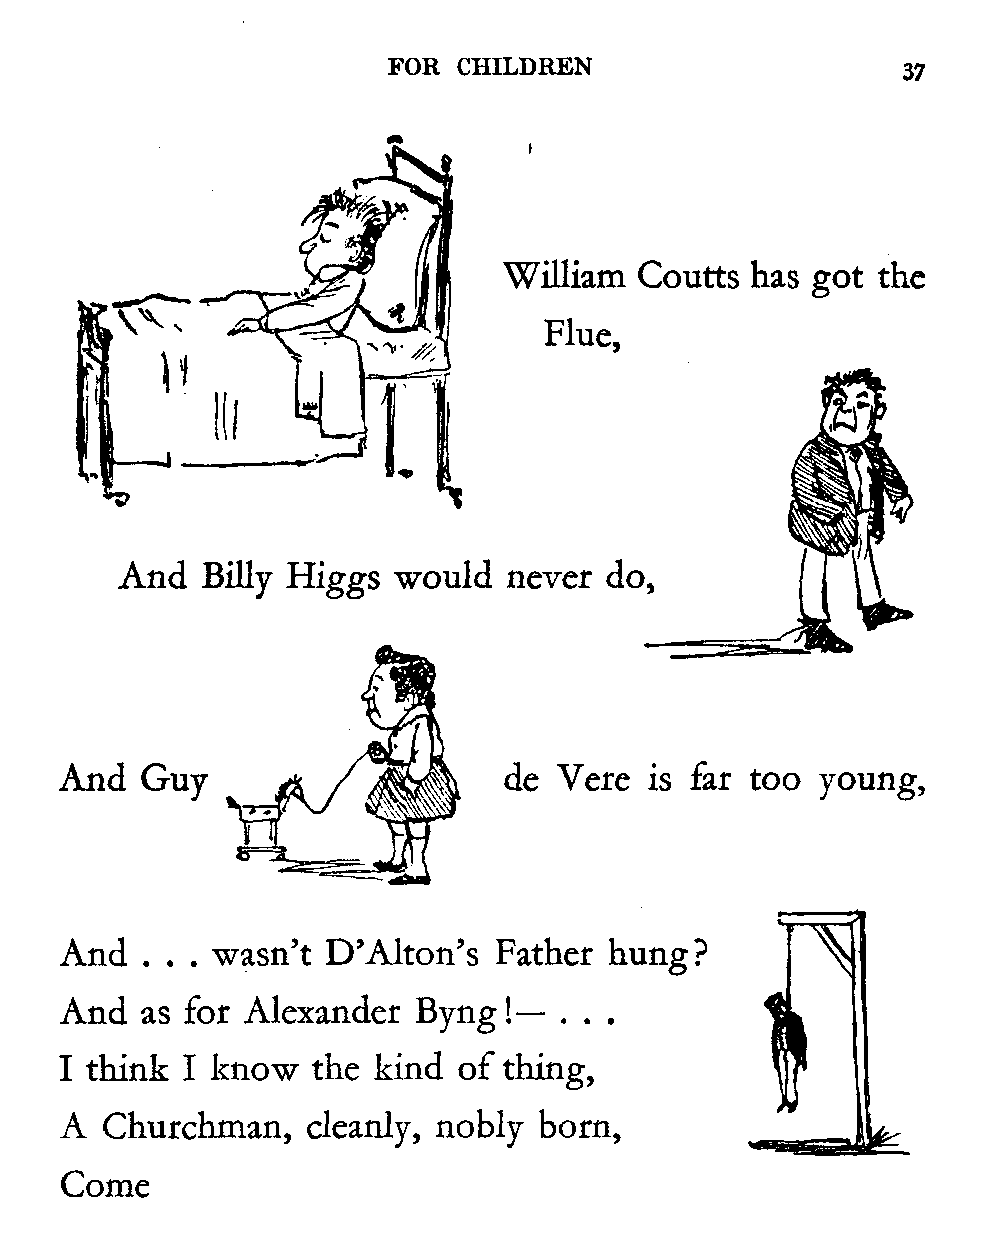 FOR CHILDREN 37
William Coutts has got the
Flue,
And Billy Higgs would never do,
And Guy de Vere is far too young,
And . . . wasn't D'Alton's Father hung?
And as for Alexander Byng!— . . .
I think I know the kind of thing,
A Churchman, cleanly, nobly born,
Come